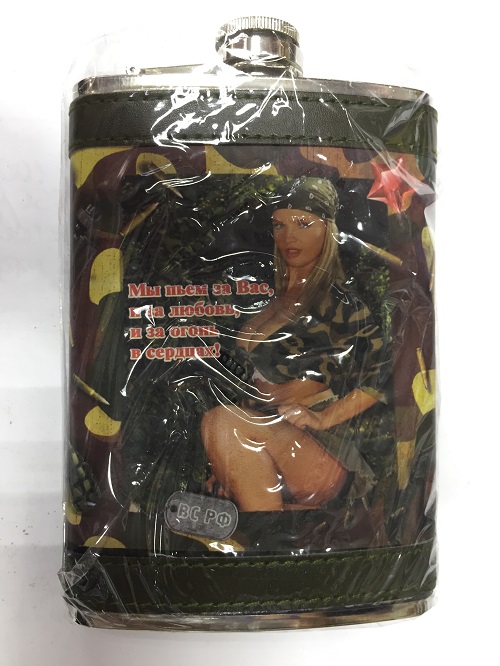 Мы пьем за Вас,
и за любовь,
и за огонь
в сердцах!
ВС РФ